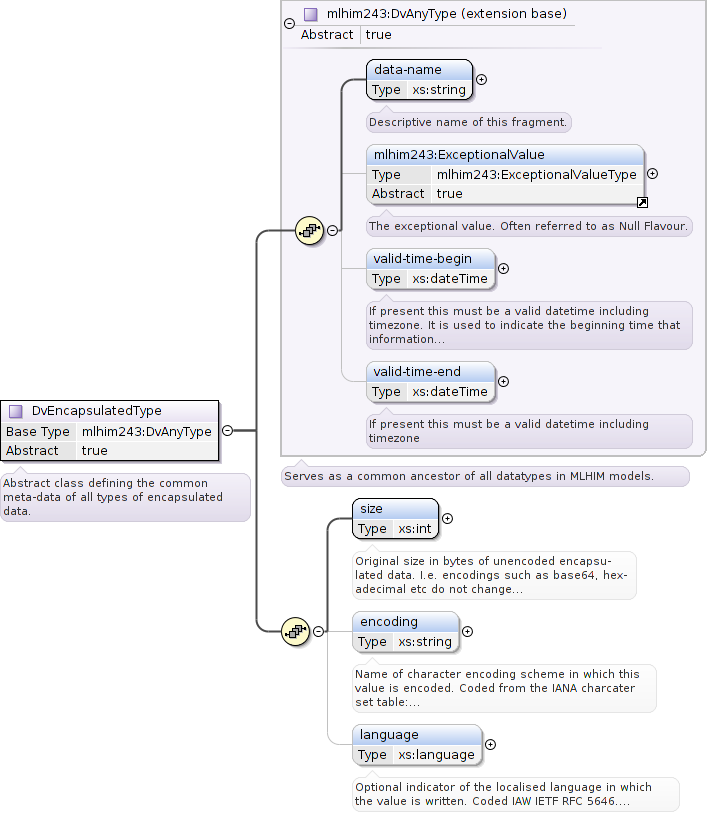 mlhim243:DvAnyType (extension base)
Abstract true
data-name
Type xs:string
Descriptive name of this fragment.
mlhim243:ExceptionalValue
Type mlhim243:ExceptionalValueType
Abstract true
The exceptional value. Often referred to as Null Flavour.
valid-time-begin
Type xs:dateTime
If present this must be a valid datetime including
timezone. It is used to indicate the beginning time that
information...
valid-time-end
Type xs:dateTime
If present this must be a valid datetime including
timezone
DvEncapsulatedType
Base Type mlhim243:DvAnyType
Abstract true
Abstract class defining the common
meta-data of all types of encapsulated
data.
Serves as a common ancestor of all datatypes in MLHIM models.
size
Type xs:int
Original size in bytes of unencoded encapsu-
lated data. I.e. encodings such as base64, hex-
adecimal etc do not change...
encoding
Type xs:string
Name of character encoding scheme in which this
value is encoded. Coded from the IANA charcater
set table:...
language
Type xs:language
Optional indicator of the localised language in which
the value is written. Coded IAW IETF RFC 5646....